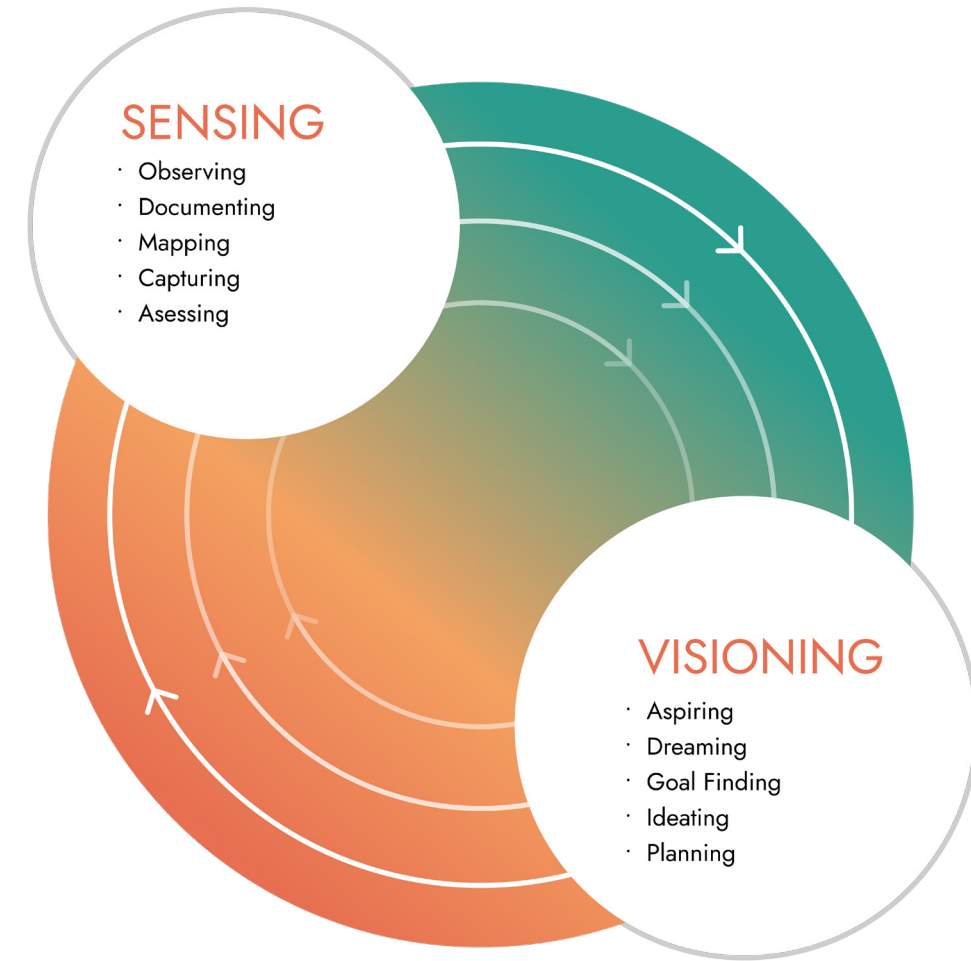 SENSING
· Observing
· Documenting
· Mapping
· Capturing
· Asessing
VISIONING
· Aspiring
· Dreaming
· Goal Finding
· Ideating
· Planning